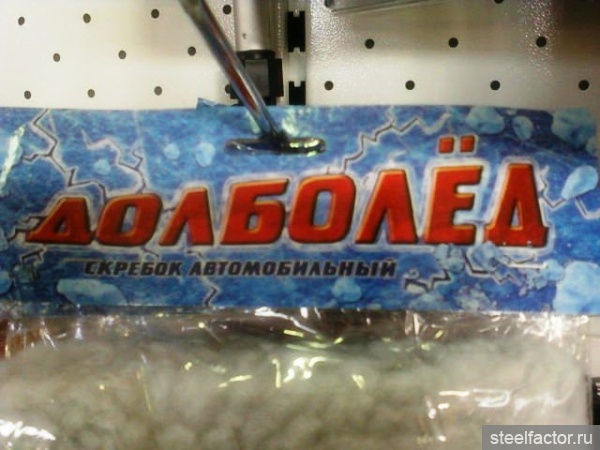 ДОЛБОЛЁД
СКРЕБОК АВТОМОБИЛЬНЫЙ
steelfactor.ru